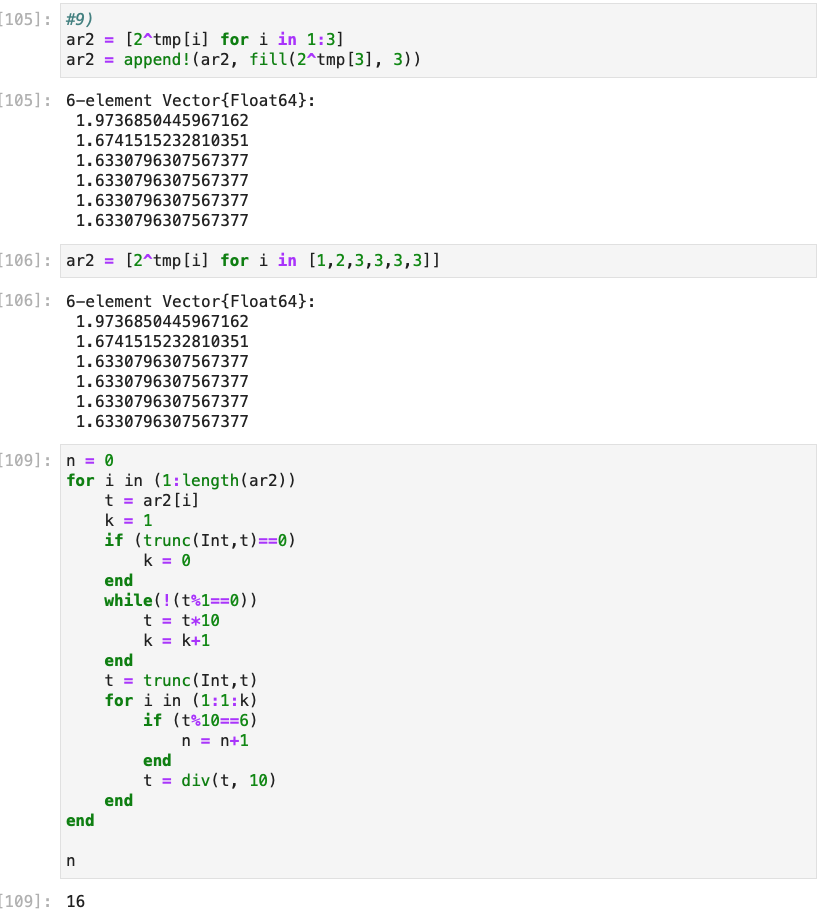 [105]: #9)
ar2 = [2^tmp[i] for i in 1:3]
ar2 = append!(ar2, fill(2^tmp[3], 3))
[105]: 6-element Vector{Float64}:
1.9736850445967162
1.6741515232810351
1.6330796307567377
1.6330796307567377
1.6330796307567377
1.6330796307567377
[106]: ar2 = [2^tmp[i] for i in [1,2,3,3,3,3]]
[106]: 6-element Vector{Float64}:
1.9736850445967162
1.6741515232810351
1.6330796307567377
1.6330796307567377
1.6330796307567377
1.6330796307567377
[109]: n = 0
for i in (1:length(ar2))
    t = ar2[i]
    k = 1
    if (trunc(Int,t)==0)
        k = 0
    end
    while(!(t%1==0))
        t = t*10
        k = k+1
    end
    t = trunc(Int,t)
    for i in (1:1:k)
        if (t%10==6)
            n = n+1
        end
        t = div(t, 10)
    end
end
n
[109]: 16